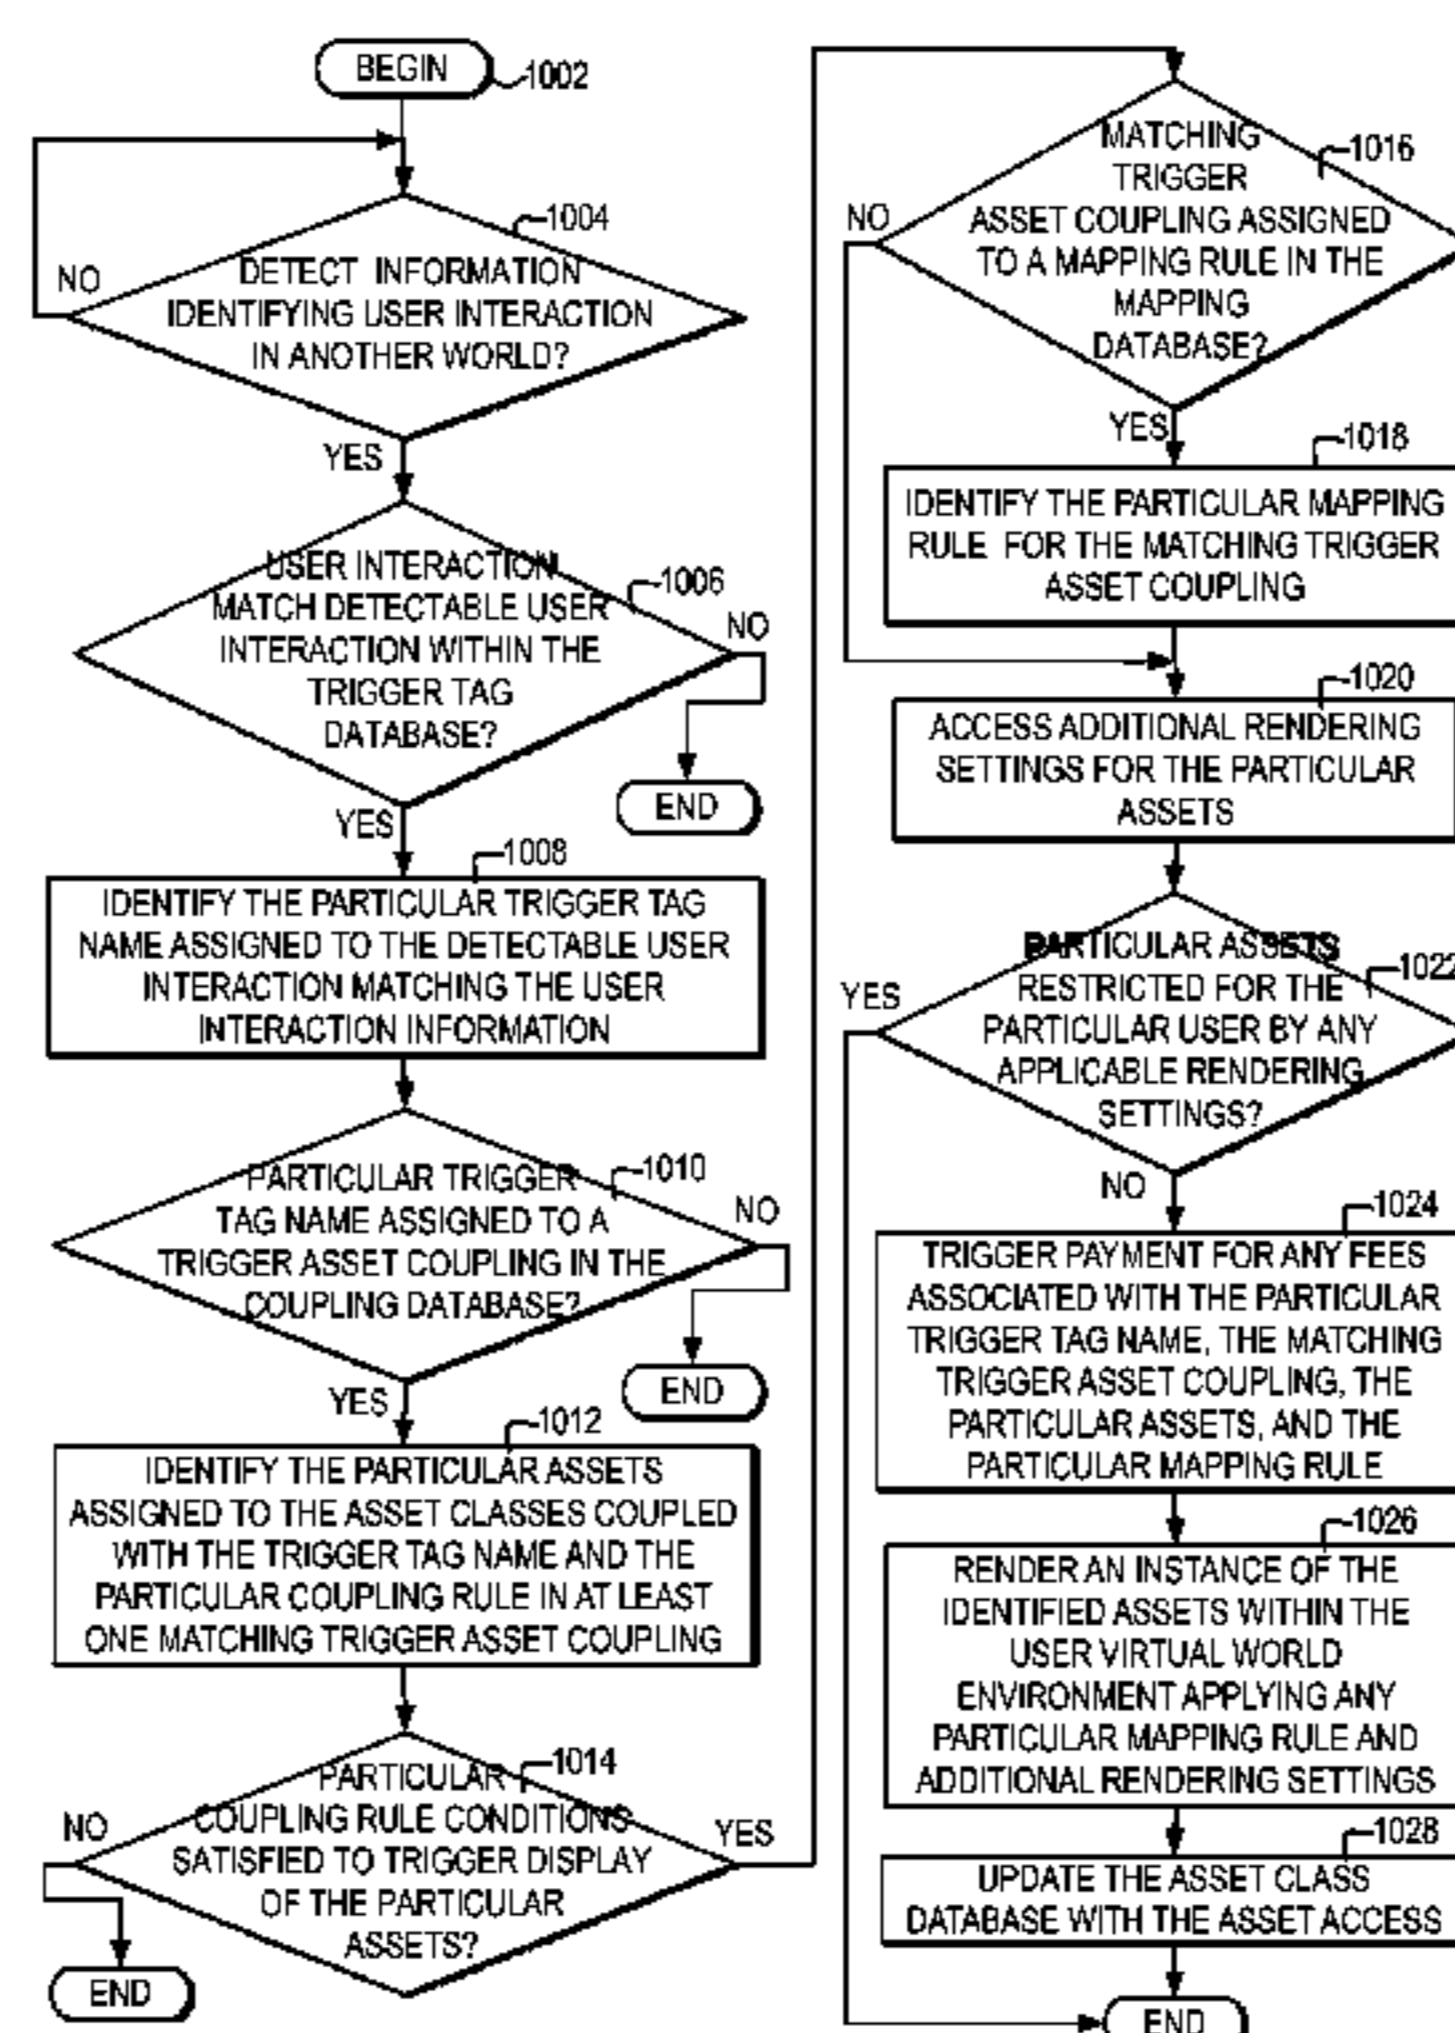 BEGIN
1002
1004
NO
DETECT INFORMATION
IDENTIFYING USER INTERACTION
IN ANOTHER WORLD?
YES
USER INTERACTION
MATCH DETECTABLE USER
INTERACTION WITHIN THE
TRIGGER TAG
DATABASE?
1006
NO
END
YES
1008
IDENTIFY THE PARTICULAR TRIGGER TAG
NAME ASSIGNED TO THE DETECTABLE USER
INTERACTION MATCHING THE USER
INTERACTION INFORMATION
PARTICULAR TRIGGER
TAG NAME ASSIGNED TO A
TRIGGER ASSET COUPLING IN THE
COUPLING DATABASE?
1010
NO
END
YES
1012
IDENTIFY THE PARTICULAR ASSETS
ASSIGNED TO THE ASSET CLASSES COUPLED
WITH THE TRIGGER TAG NAME AND THE
PARTICULAR COUPLING RULE IN AT LEAST
ONE MATCHING TRIGGER ASSET COUPLING
PARTICULAR
COUPLING RULE CONDITIONS
SATISFIED TO TRIGGER DISPLAY
OF THE PARTICULAR
ASSETS?
1014
NO
YES
END
MATCHING
TRIGGER
ASSET COUPLING ASSIGNED
TO A MAPPING RULE IN THE
MAPPING
DATABASE?
1016
NO
YES
1018
IDENTIFY THE PARTICULAR MAPPING
RULE FOR THE MATCHING TRIGGER
ASSET COUPLING
1020
ACCESS ADDITIONAL RENDERING
SETTINGS FOR THE PARTICULAR
ASSETS
PARTICULAR ASSETS
RESTRICTED FOR THE
PARTICULAR USER BY ANY
APPLICABLE RENDERING
SETTINGS?
1022
YES
NO
1024
TRIGGER PAYMENT FOR ANY FEES
ASSOCIATED WITH THE PARTICULAR
TRIGGER TAG NAME, THE MATCHING
TRIGGER ASSET COUPLING, THE
PARTICULAR ASSETS, AND THE
PARTICULAR MAPPING RULE
1026
RENDER AN INSTANCE OF THE
IDENTIFIED ASSETS WITHIN THE
USER VIRTUAL WORLD
ENVIRONMENT APPLYING ANY
PARTICULAR MAPPING RULE AND
ADDITIONAL RENDERING SETTINGS
1028
UPDATE THE ASSET CLASS
DATABASE WITH THE ASSET ACCESS
END